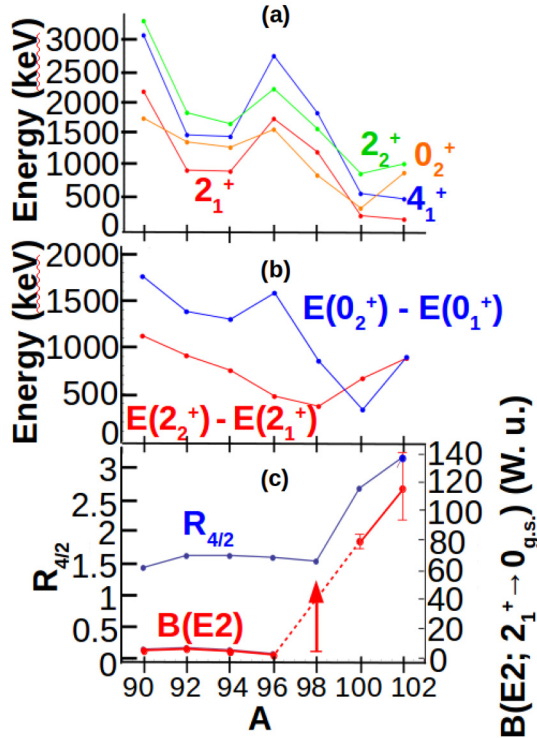 (a)
Energy (keV)
3000
2500
2000
1500
1000
500
0
2₂⁺
0₂⁺
2₁⁺
4₁⁺
(b)
Energy (keV)
2000
1500
1000
500
0
E(0₂⁺) - E(0₁⁺)
E(2₂⁺) - E(2₁⁺)
(c)
R₄/₂
3
2.5
2
1.5
1
0.5
0
R₄/₂
B(E2)
140
120
100
80
60
40
20
0
B(E2; 2₁⁺→ 0g.s.) (W. u.)
90 92 94 96 98 100 102
A